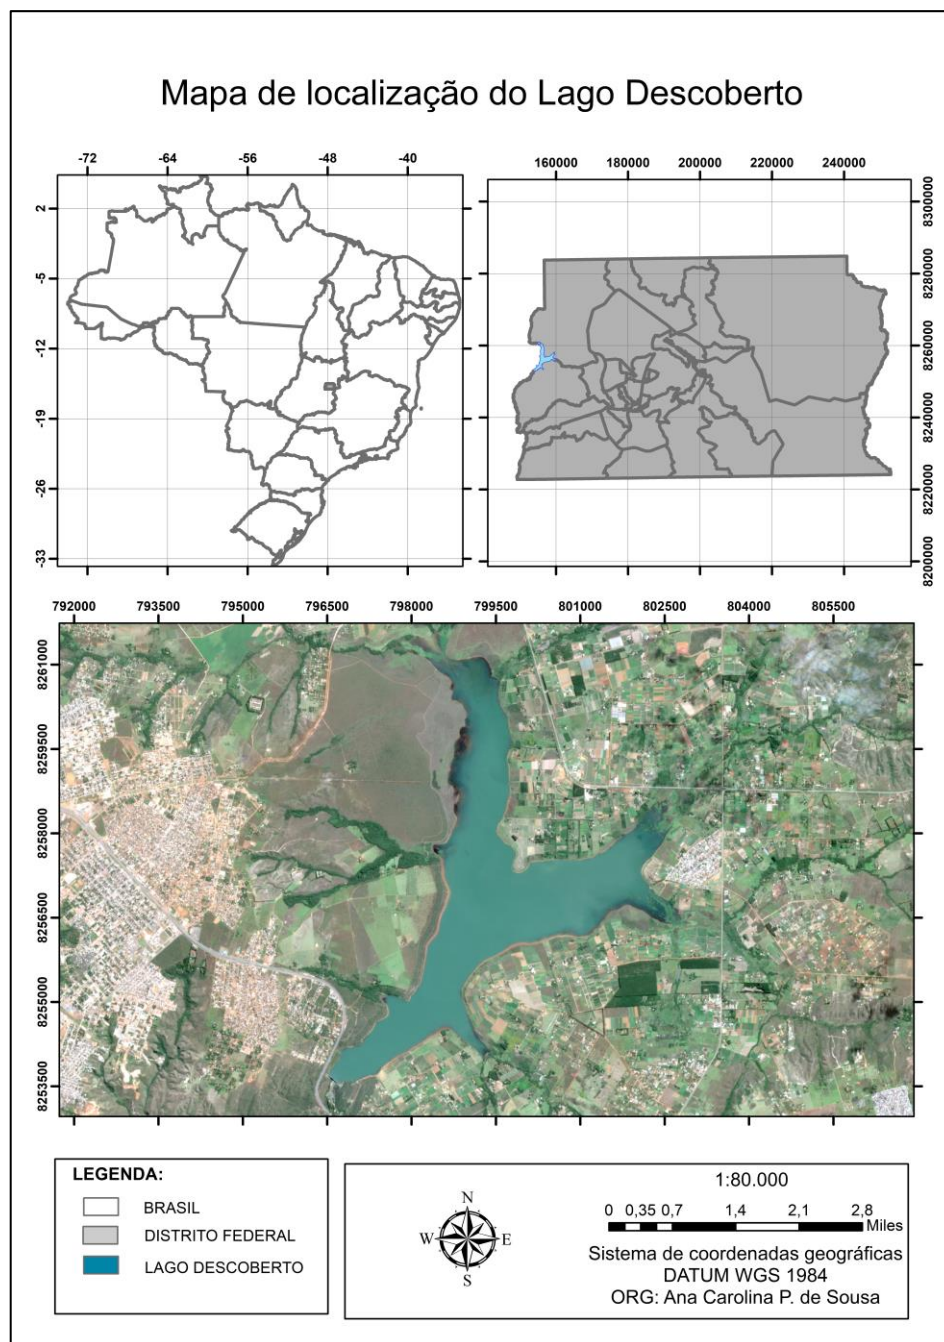 Mapa de localização do Lago Descoberto
-72 -64 -56 -48 -40
2
-5
-12
-19
-26
-33
160000 180000 200000 220000 240000
8300000
8280000
8260000
8240000
8220000
8200000
792000 793500 795000 796500 798000 799500 801000 802500 804000 805500
8261000
8259500
8258000
8256500
8255000
8253500
LEGENDA:
BRASIL
DISTRITO FEDERAL
LAGO DESCOBERTO
N
W E
S
1:80.000
0 0,35 0,7 1,4 2,1 2,8
Miles
Sistema de coordenadas geográficas
DATUM WGS 1984
ORG: Ana Carolina P. de Sousa